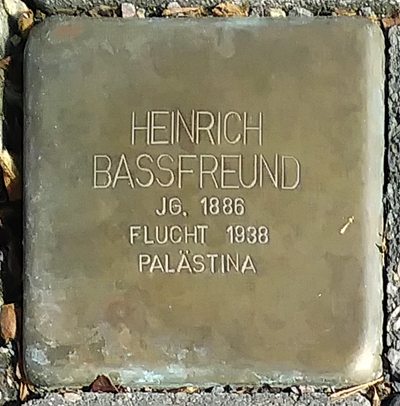 HEINRICH
BASSFREUND
JG. 1886
FLUCHT 1938
PALÄSTINA